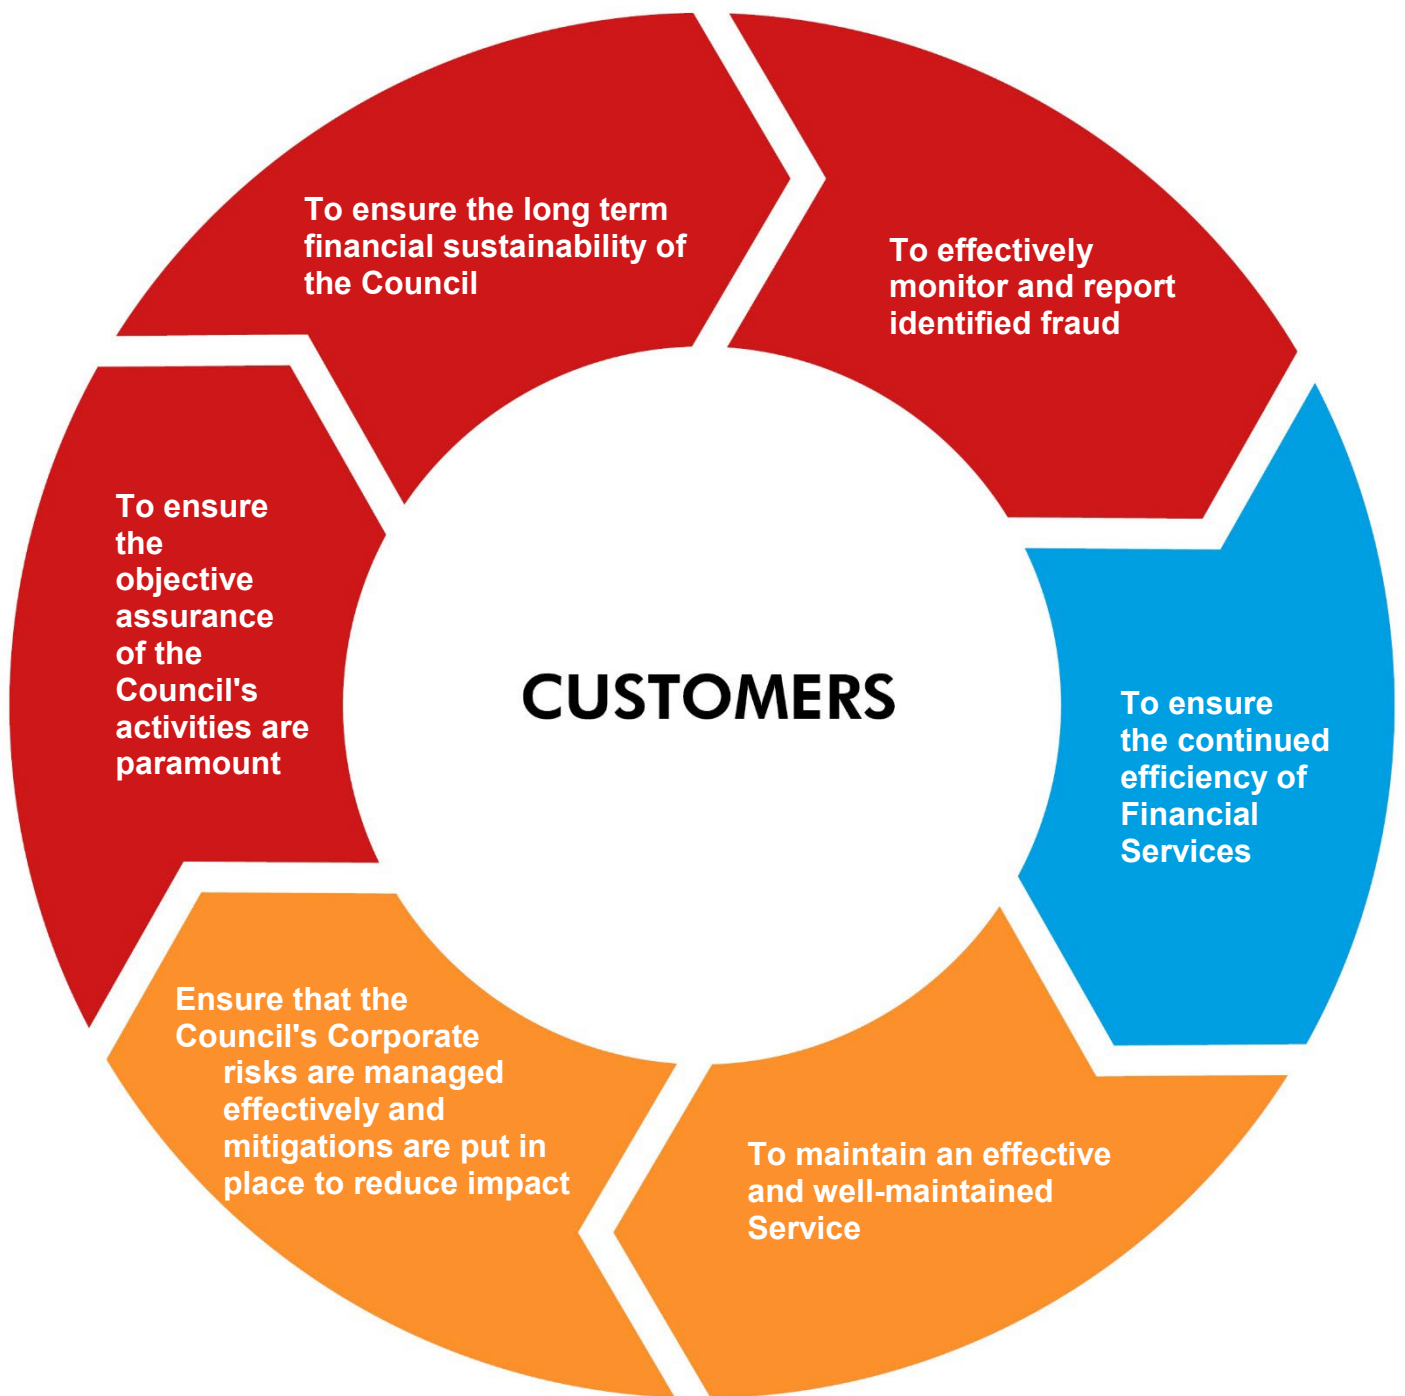 To ensure the long term
financial sustainability of
the Council
To effectively
monitor and report
identified fraud
To ensure
the continued
efficiency of
Financial
Services
To maintain an effective
and well-maintained
Service
Ensure that the
Council's Corporate
risks are managed
effectively and
mitigations are put in
place to reduce impact
To ensure
the
objective
assurance
of the
Council's
activities are
paramount
CUSTOMERS